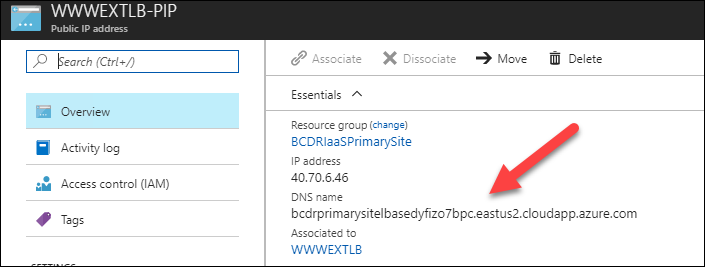 WWWEXTLB-PIP
Public IP address
Search (Ctrl+/)
Overview
Activity log
Access control (IAM)
Tags
Associate
Dissociate
Move
Delete
Essentials
Resource group (change)
BCDRIaaSPrimarySite
IP address
40.70.6.46
DNS name
bcdrprimarysitelbasedyfizo7bpc.eastus2.cloudapp.azure.com
Associated to
WWWEXTLB